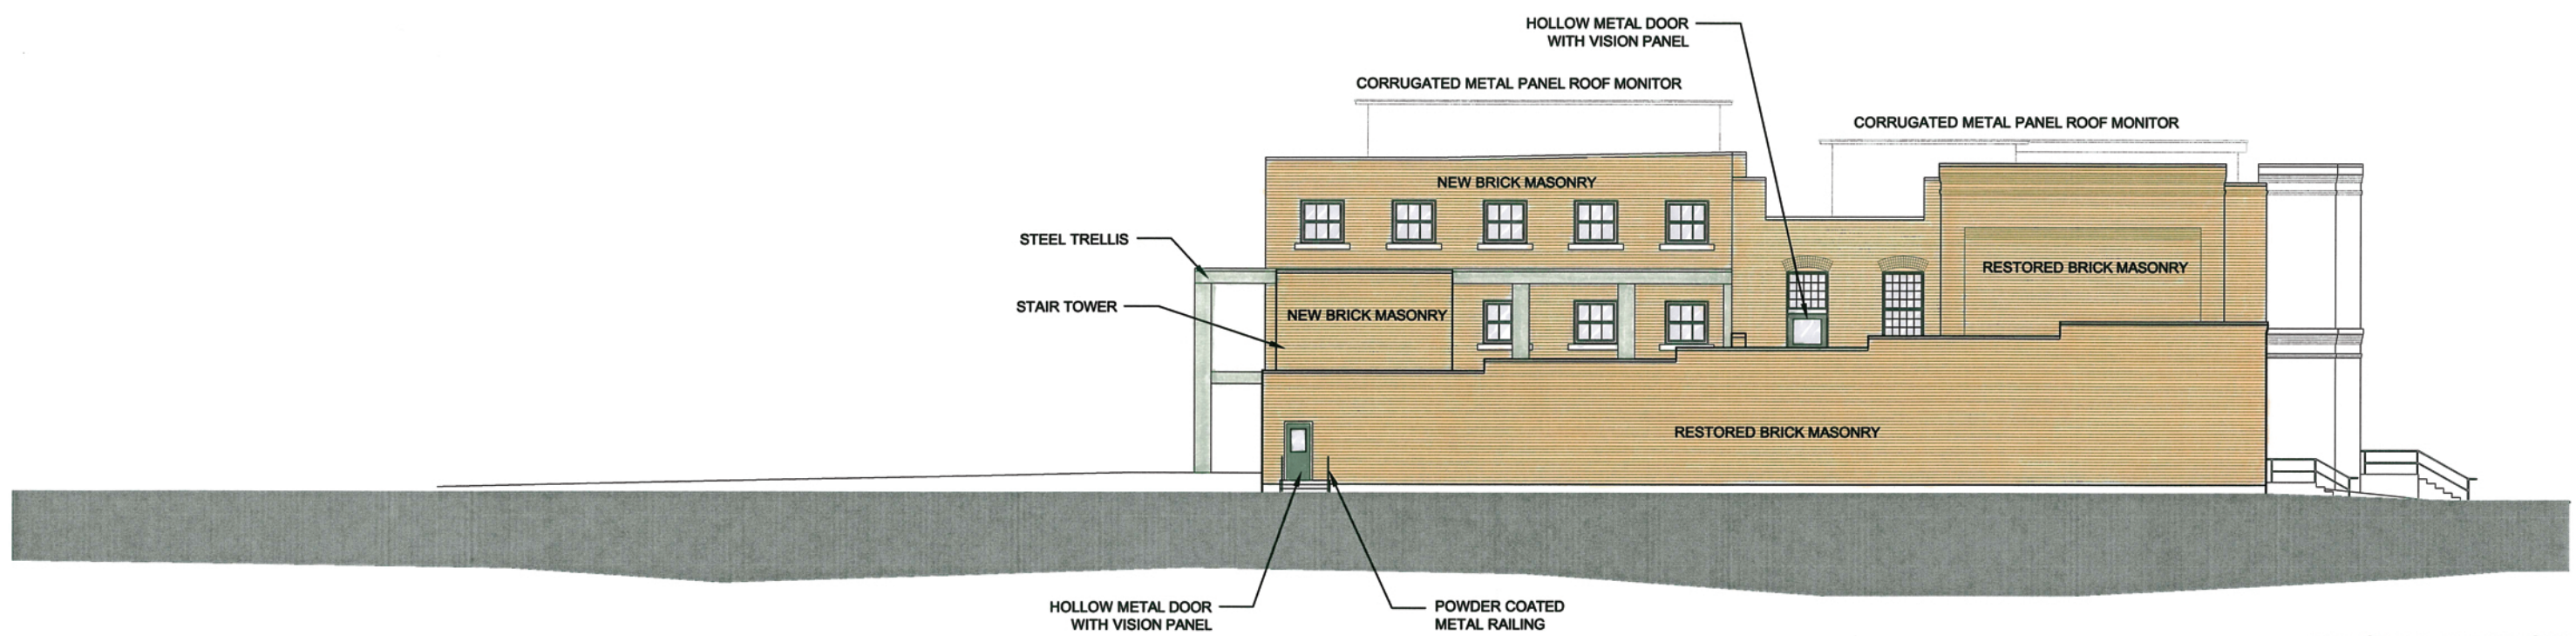 HOLLOW METAL DOOR
WITH VISION PANEL
CORRUGATED METAL PANEL ROOF MONITOR
CORRUGATED METAL PANEL ROOF MONITOR
NEW BRICK MASONRY
STEEL TRELLIS
RESTORED BRICK MASONRY
STAIR TOWER
NEW BRICK MASONRY
RESTORED BRICK MASONRY
HOLLOW METAL DOOR
WITH VISION PANEL
POWDER COATED
METAL RAILING